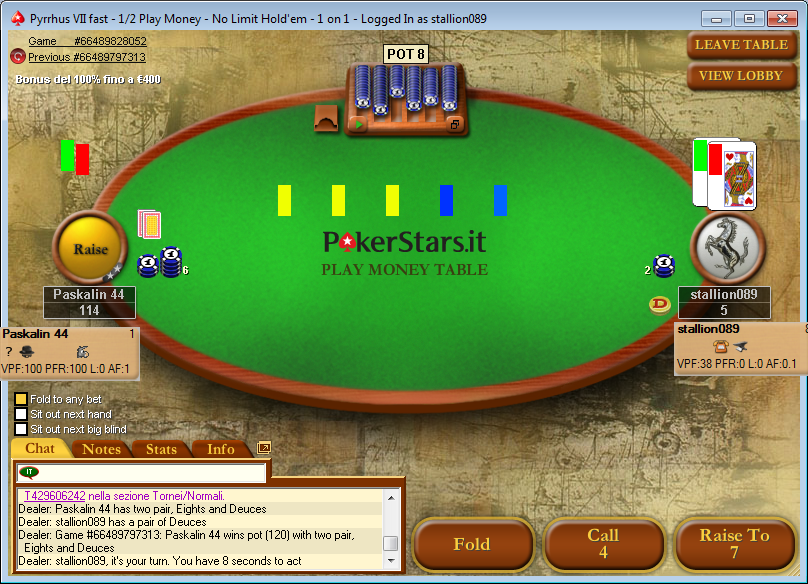 Pyrrhus VII fast - 1/2 Play Money - No Limit Hold'em - 1 on 1 - Logged In as stallion089
Game #66489828052
Previous #66489797313
Bonus del 100% fino a €400
POT 8
LEAVE TABLE
VIEW LOBBY
PokerStars.it
PLAY MONEY TABLE
Raise
6
2
D
Paskalin 44
114
stallion089
5
Paskalin 44 1
?
VPF:100 PFR:100 L:0 AF:1
stallion089 8
VPF:38 PFR:0 L:0 AF:0.1
Fold to any bet
Sit out next hand
Sit out next big blind
Chat Notes Stats Info
IT
T429606242 nella sezione Tornei/Normali.
Dealer: Paskalin 44 has two pair, Eights and Deuces
Dealer: stallion089 has a pair of Deuces
Dealer: Game #66489797313: Paskalin 44 wins pot (120) with two pair,
Eights and Deuces
Dealer: stallion089, it's your turn. You have 8 seconds to act
Fold
Call
4
Raise To
7